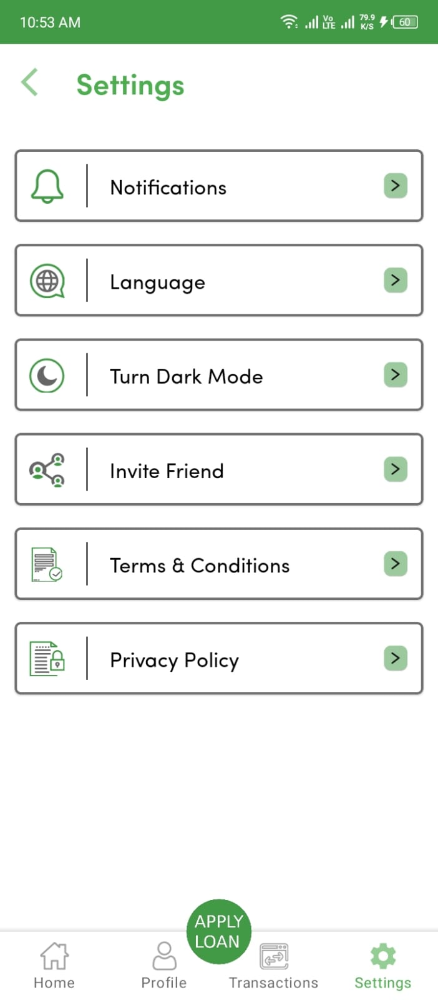 10:53 AM
Vo
LTE
79.9
K/S
60
Settings
Notifications
Language
Turn Dark Mode
Invite Friend
Terms & Conditions
Privacy Policy
APPLY
LOAN
Home
Profile
Transactions
Settings